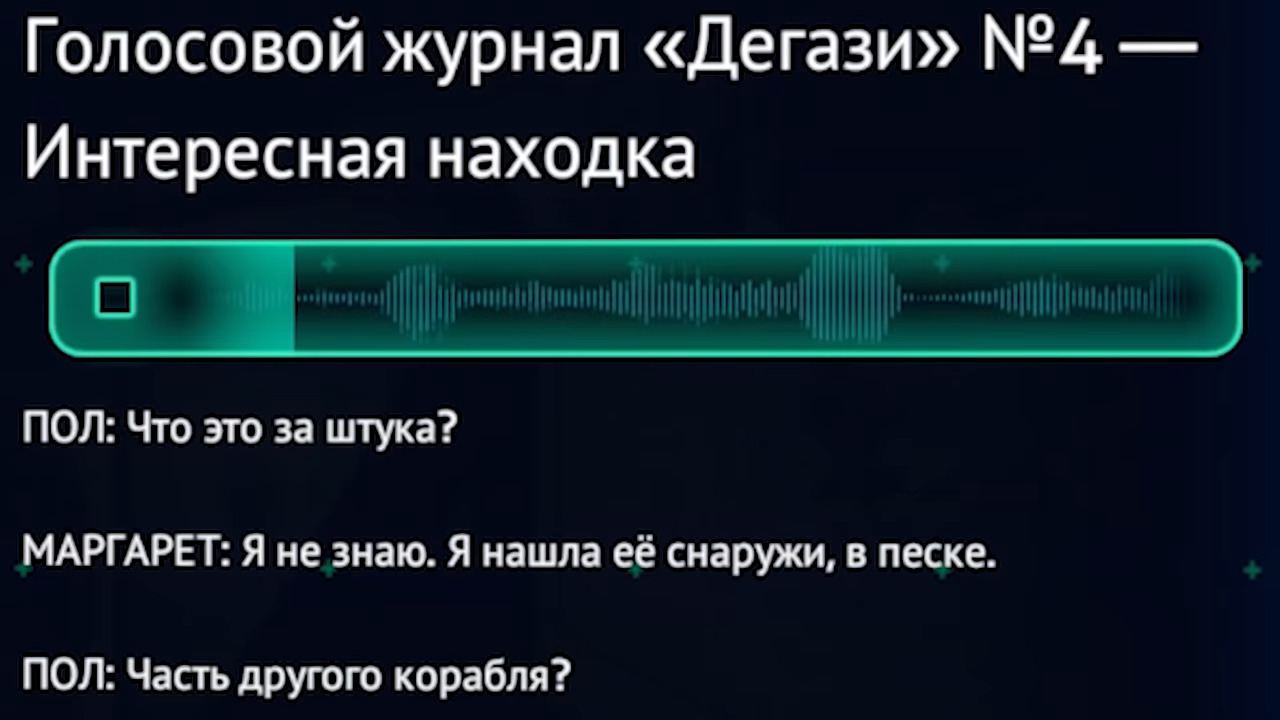 Голосовой журнал «Дегази» №4 —
Интересная находка
ПОЛ: Что это за штука?
МАРГАРЕТ: Я не знаю. Я нашла её снаружи, в песке.
ПОЛ: Часть другого корабля?